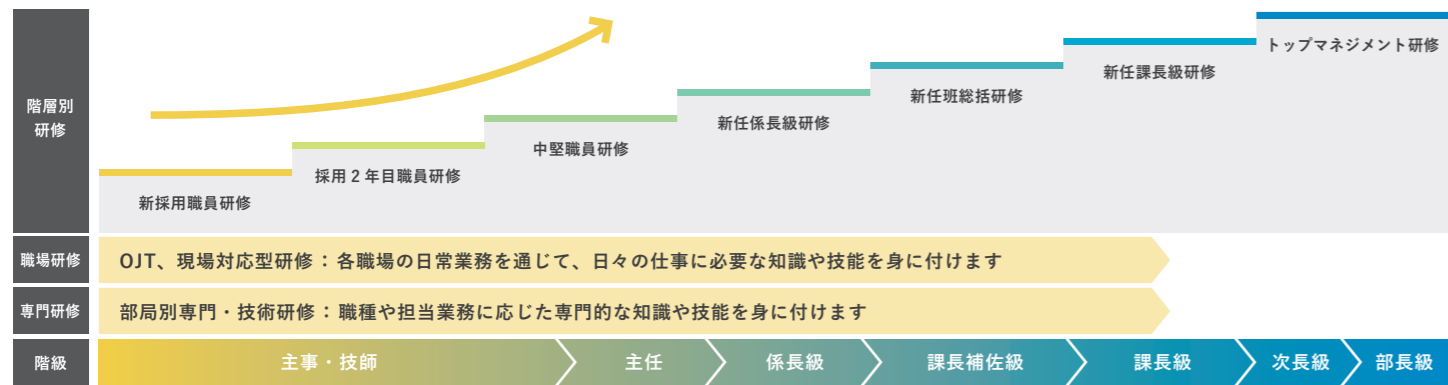 階層別
研修
新採用職員研修
採用2年目職員研修
中堅職員研修
新任係長級研修
新任班総括研修
新任課長級研修
トップマネジメント研修
職場研修
OJT、現場対応型研修：各職場の日常業務を通じて、日々の仕事に必要な知識や技能を身に付けます
専門研修
部局別専門・技術研修：職種や担当業務に応じた専門的な知識や技能を身に付けます
階級
主事・技師
主任
係長級
課長補佐級
課長級
次長級
部長級